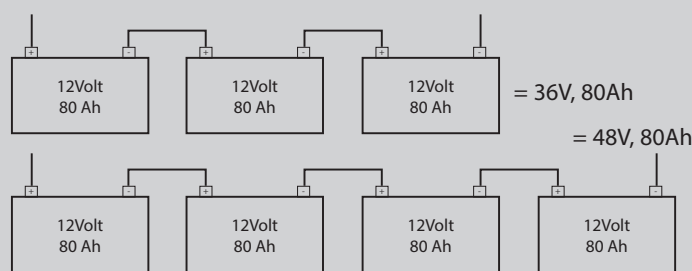 + - + - + -
12Volt 12Volt 12Volt
80 Ah 80 Ah 80 Ah
= 36V, 80Ah
= 48V, 80Ah
+ - + - + - + -
12Volt 12Volt 12Volt 12Volt
80 Ah 80 Ah 80 Ah 80 Ah